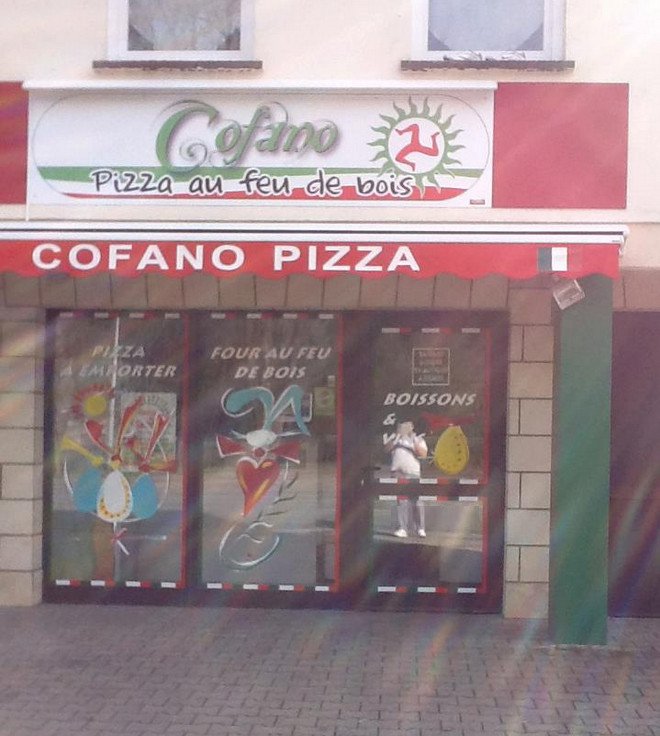 Cofano
Pizza au feu de bois
COFANO PIZZA
PIZZA
A EMPORTER
FOUR AU FEU
DE BOIS
BOISSONS
&